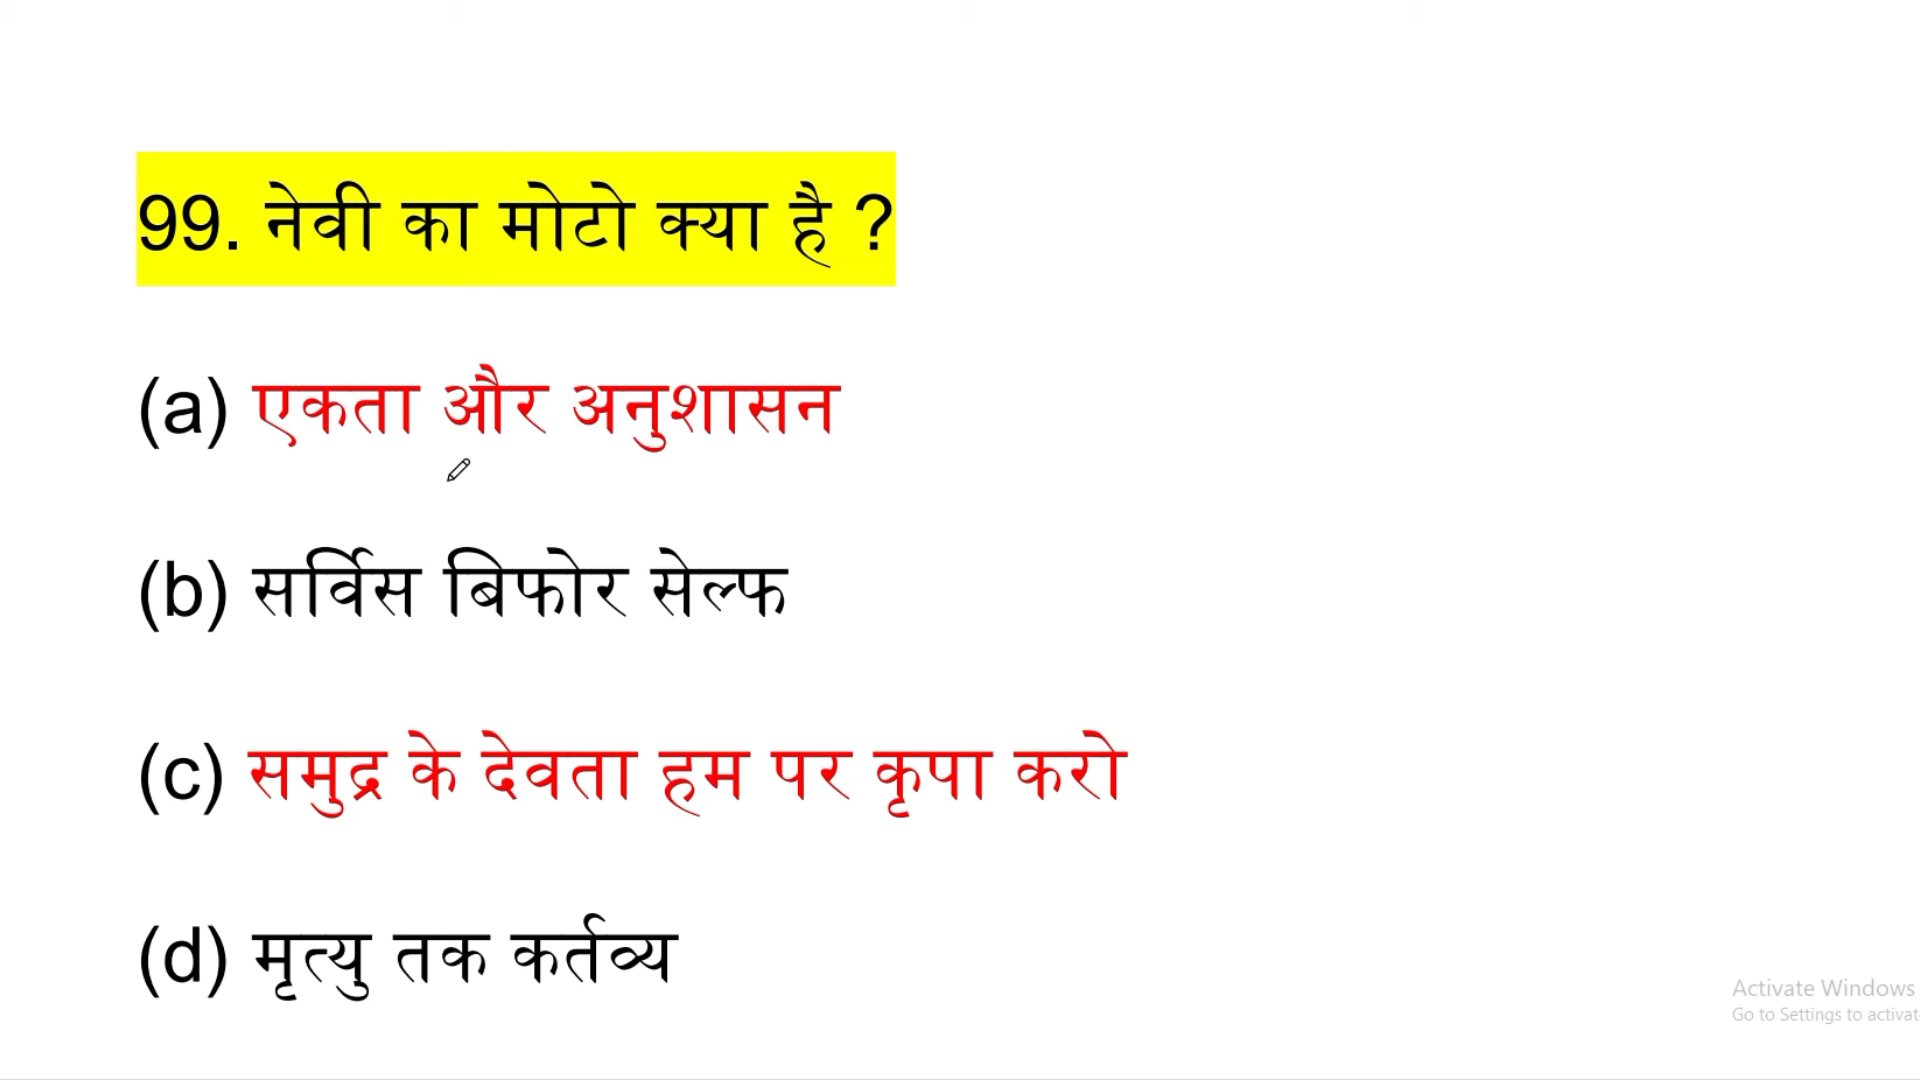 99. नेवी का मोटो क्या है ?
(a) एकता और अनुशासन
(b) सर्विस बिफोर सेल्फ
(c) समुद्र के देवता हम पर कृपा करो
(d) मृत्यु तक कर्तव्य
Activate Windows
Go to Settings to activat